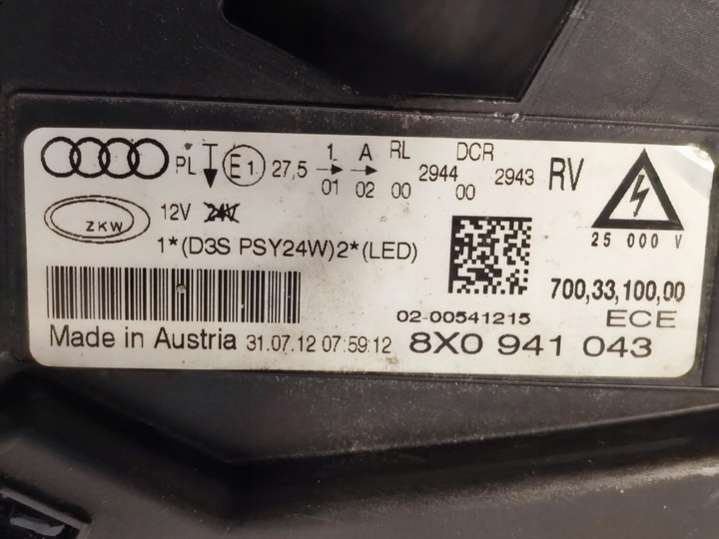 PL E1 27,5 1 01 A 02 RL 00 2944 DCR 00 2943 RV
ZKW 12V 24V
1*(D3S PSY24W)2*(LED)
25 000 V
700,33,100,00
02-00541215 ECE
Made in Austria 31.07.12 07:59:12 8X0 941 043